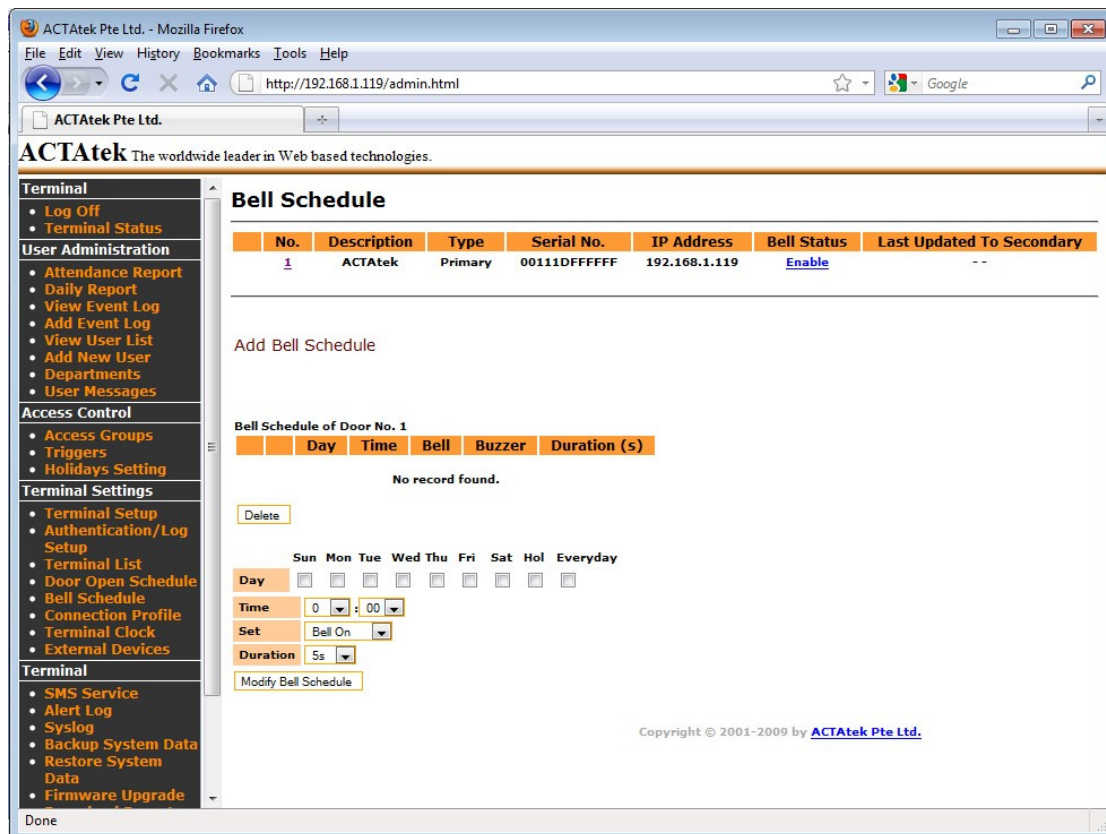 ACTAtek Pte Ltd. - Mozilla Firefox
File Edit View History Bookmarks Tools Help
http://192.168.1.119/admin.html
Google
ACTAtek Pte Ltd.
ACTAtek The worldwide leader in Web based technologies.
Terminal
Log Off
Terminal Status
User Administration
Attendance Report
Daily Report
View Event Log
Add Event Log
View User List
Add New User
Departments
User Messages
Access Control
Access Groups
Triggers
Holidays Setting
Terminal Settings
Terminal Setup
Authentication/Log
Setup
Terminal List
Door Open Schedule
Bell Schedule
Connection Profile
Terminal Clock
External Devices
Terminal
SMS Service
Alert Log
Syslog
Backup System Data
Restore System
Data
Firmware Upgrade
Bell Schedule
No. Description Type Serial No. IP Address Bell Status Last Updated To Secondary
1 ACTAtek Primary 00111DFFFFFF 192.168.1.119 Enable - -
Add Bell Schedule
Bell Schedule of Door No. 1
Day Time Bell Buzzer Duration (s)
No record found.
Delete
Sun Mon Tue Wed Thu Fri Sat Hol Everyday
Day
Time 0 : 00
Set Bell On
Duration 5s
Modify Bell Schedule
Copyright © 2001-2009 by ACTAtek Pte Ltd.
Done